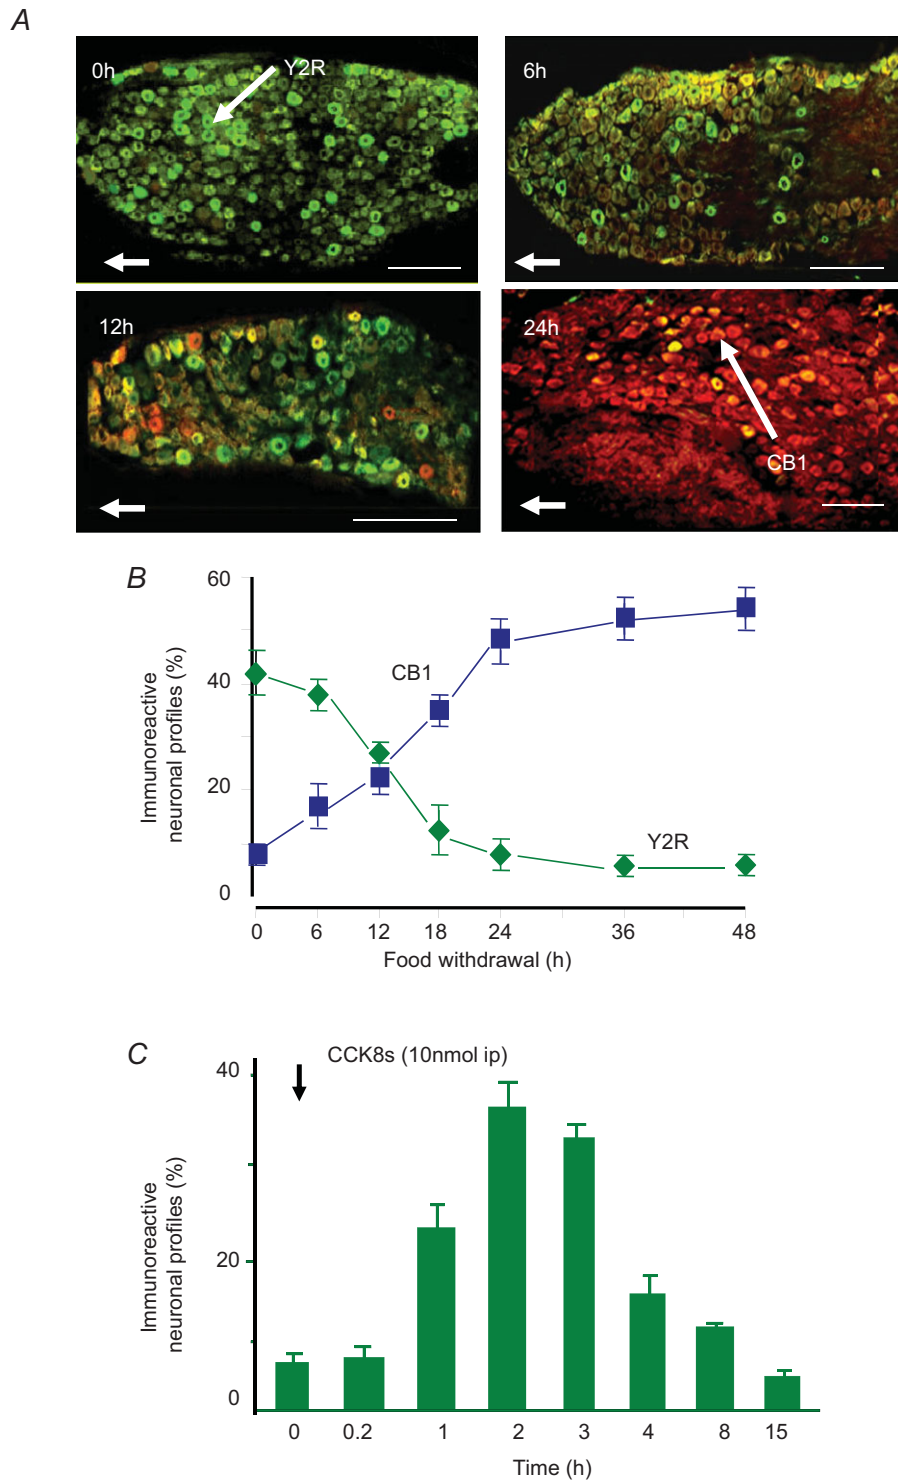 A
0h
Y2R
6h
12h
24h
CB1
B
60
40
20
0
Immunoreactive
neuronal profiles (%)
CB1
Y2R
0 6 12 18 24 36 48
Food withdrawal (h)
C
CCK8s (10nmol ip)
40
20
0
Immunoreactive
neuronal profiles (%)
0 0.2 1 2 3 4 8 15
Time (h)